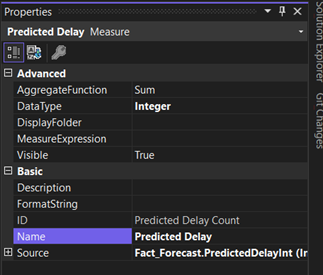 Properties
Predicted Delay Measure
Advanced
AggregateFunction Sum
DataType Integer
DisplayFolder
MeasureExpression
Visible True
Basic
Description
FormatString
ID Predicted Delay Count
Name Predicted Delay
Source Fact_Forecast.PredictedDelayInt (In
Solution Explorer
Git Changes